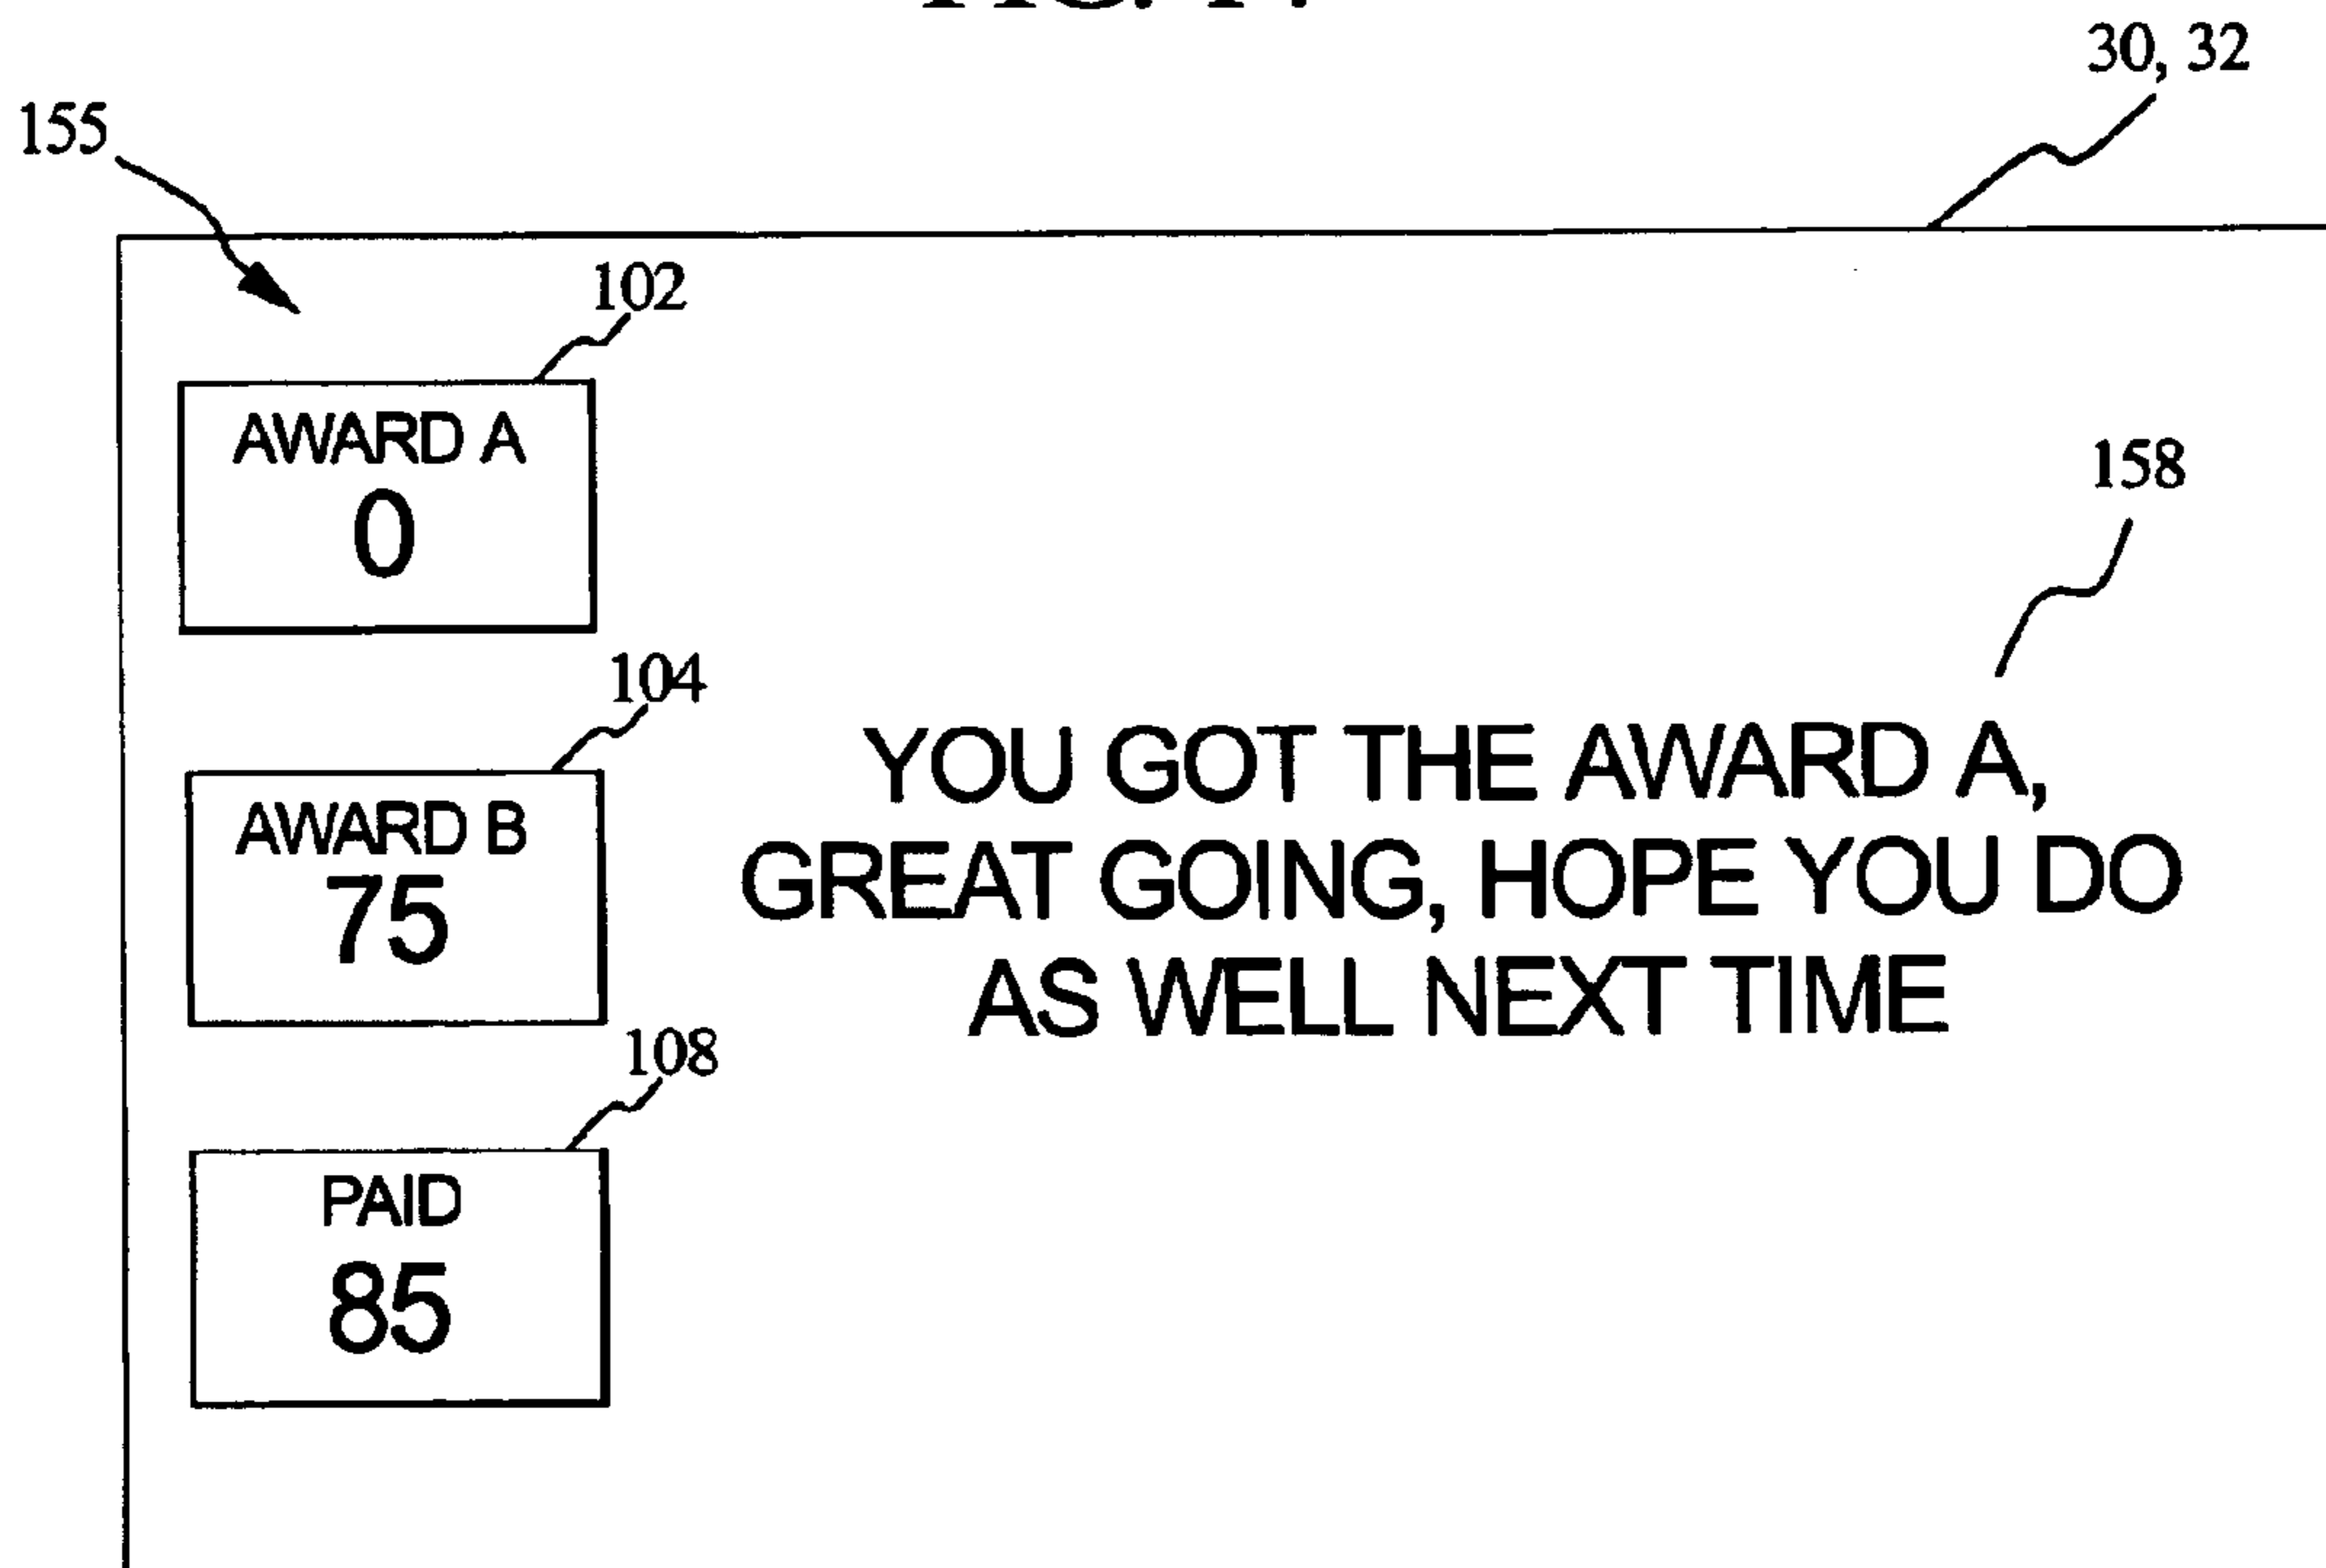 30, 32
155
102
AWARD A
0
158
104
AWARD B
75
YOU GOT THE AWARD A,
GREAT GOING, HOPE YOU DO
AS WELL NEXT TIME
108
PAID
85